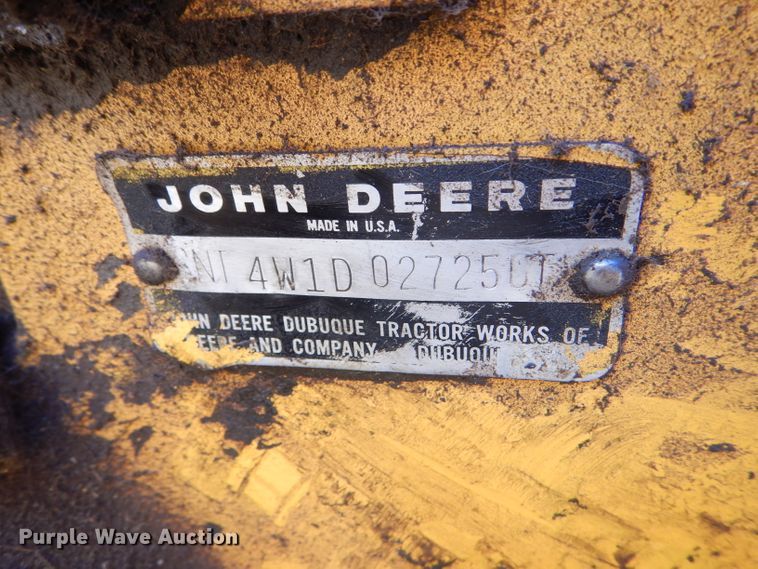 JOHN DEERE
MADE IN U.S.A.
NT 4W1D 027250T
JOHN DEERE DUBUQUE TRACTOR WORKS OF
DEERE AND COMPANY DUBUQUE
Purple Wave Auction